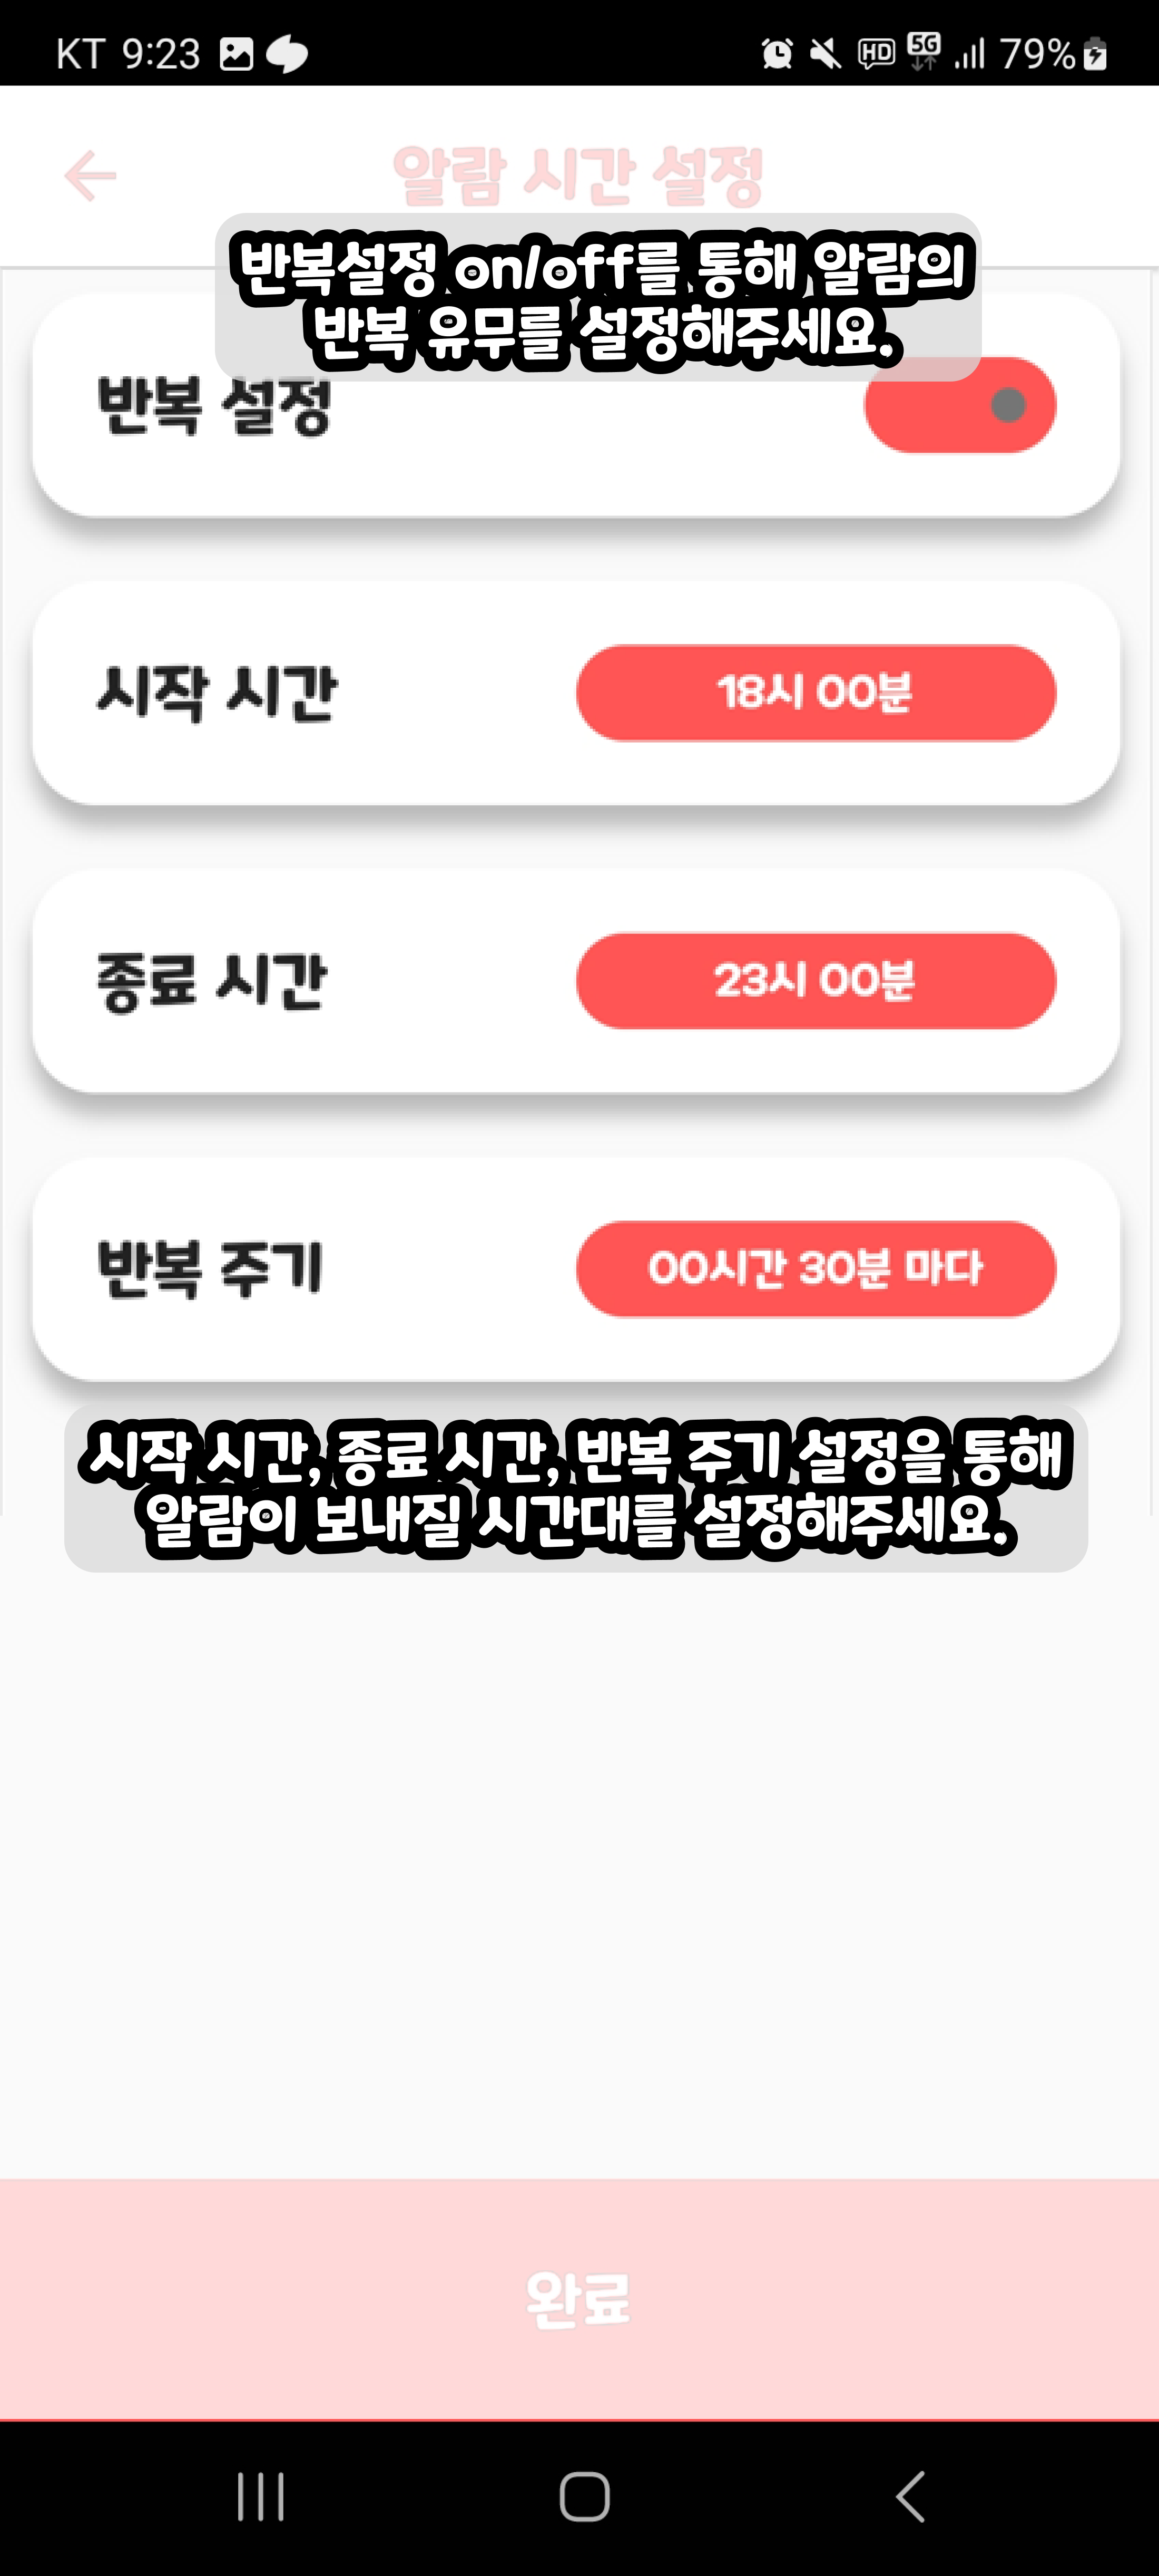 KT 9:23
HD 5G 79%
알람 시간 설정
반복설정 on/off를 통해 알람의
반복 유무를 설정해주세요.
반복 설정
시작 시간
18시 00분
종료 시간
23시 00분
반복 주기
00시간 30분 마다
시작 시간, 종료 시간, 반복 주기 설정을 통해
알람이 보내질 시간대를 설정해주세요.
완료